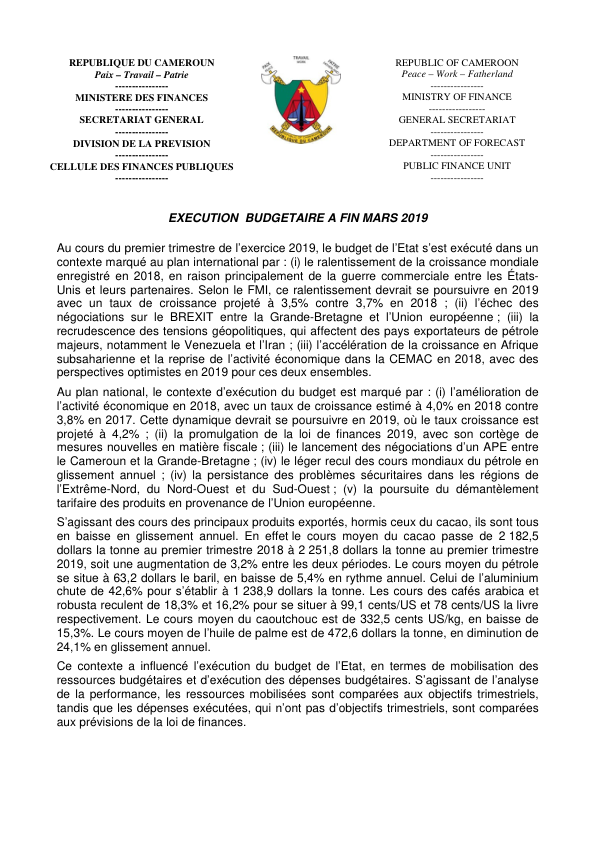 REPUBLIQUE DU CAMEROUN
Paix – Travail – Patrie
----------------
MINISTERE DES FINANCES
----------------
SECRETARIAT GENERAL
----------------
DIVISION DE LA PREVISION
----------------
CELLULE DES FINANCES PUBLIQUES
----------------
PAIX
TRAVAIL
WORK
PATRIE
REPUBLIQUE DU CAMEROUN
REPUBLIC OF CAMEROON
Peace – Work – Fatherland
----------------
MINISTRY OF FINANCE
-----------------
GENERAL SECRETARIAT
----------------
DEPARTMENT OF FORECAST
----------------
PUBLIC FINANCE UNIT
----------------
EXECUTION BUDGETAIRE A FIN MARS 2019
Au cours du premier trimestre de l’exercice 2019, le budget de l’Etat s’est exécuté dans un
contexte marqué au plan international par : (i) le ralentissement de la croissance mondiale
enregistré en 2018, en raison principalement de la guerre commerciale entre les États-
Unis et leurs partenaires. Selon le FMI, ce ralentissement devrait se poursuivre en 2019
avec un taux de croissance projeté à 3,5% contre 3,7% en 2018 ; (ii) l’échec des
négociations sur le BREXIT entre la Grande-Bretagne et l’Union européenne ; (iii) la
recrudescence des tensions géopolitiques, qui affectent des pays exportateurs de pétrole
majeurs, notamment le Venezuela et l’Iran ; (iii) l’accélération de la croissance en Afrique
subsaharienne et la reprise de l’activité économique dans la CEMAC en 2018, avec des
perspectives optimistes en 2019 pour ces deux ensembles.
Au plan national, le contexte d’exécution du budget est marqué par : (i) l’amélioration de
l’activité économique en 2018, avec un taux de croissance estimé à 4,0% en 2018 contre
3,8% en 2017. Cette dynamique devrait se poursuivre en 2019, où le taux croissance est
projeté à 4,2% ; (ii) la promulgation de la loi de finances 2019, avec son cortège de
mesures nouvelles en matière fiscale ; (iii) le lancement des négociations d’un APE entre
le Cameroun et la Grande-Bretagne ; (iv) le léger recul des cours mondiaux du pétrole en
glissement annuel ; (iv) la persistance des problèmes sécuritaires dans les régions de
l’Extrême-Nord, du Nord-Ouest et du Sud-Ouest ; (v) la poursuite du démantèlement
tarifaire des produits en provenance de l’Union européenne.
S’agissant des cours des principaux produits exportés, hormis ceux du cacao, ils sont tous
en baisse en glissement annuel. En effet le cours moyen du cacao passe de 2 182,5
dollars la tonne au premier trimestre 2018 à 2 251,8 dollars la tonne au premier trimestre
2019, soit une augmentation de 3,2% entre les deux périodes. Le cours moyen du pétrole
se situe à 63,2 dollars le baril, en baisse de 5,4% en rythme annuel. Celui de l’aluminium
chute de 42,6% pour s’établir à 1 238,9 dollars la tonne. Les cours des cafés arabica et
robusta reculent de 18,3% et 16,2% pour se situer à 99,1 cents/US et 78 cents/US la livre
respectivement. Le cours moyen du caoutchouc est de 332,5 cents US/kg, en baisse de
15,3%. Le cours moyen de l’huile de palme est de 472,6 dollars la tonne, en diminution de
24,1% en glissement annuel.
Ce contexte a influencé l’exécution du budget de l’Etat, en termes de mobilisation des
ressources budgétaires et d’exécution des dépenses budgétaires. S’agissant de l’analyse
de la performance, les ressources mobilisées sont comparées aux objectifs trimestriels,
tandis que les dépenses exécutées, qui n’ont pas d’objectifs trimestriels, sont comparées
aux prévisions de la loi de finances.